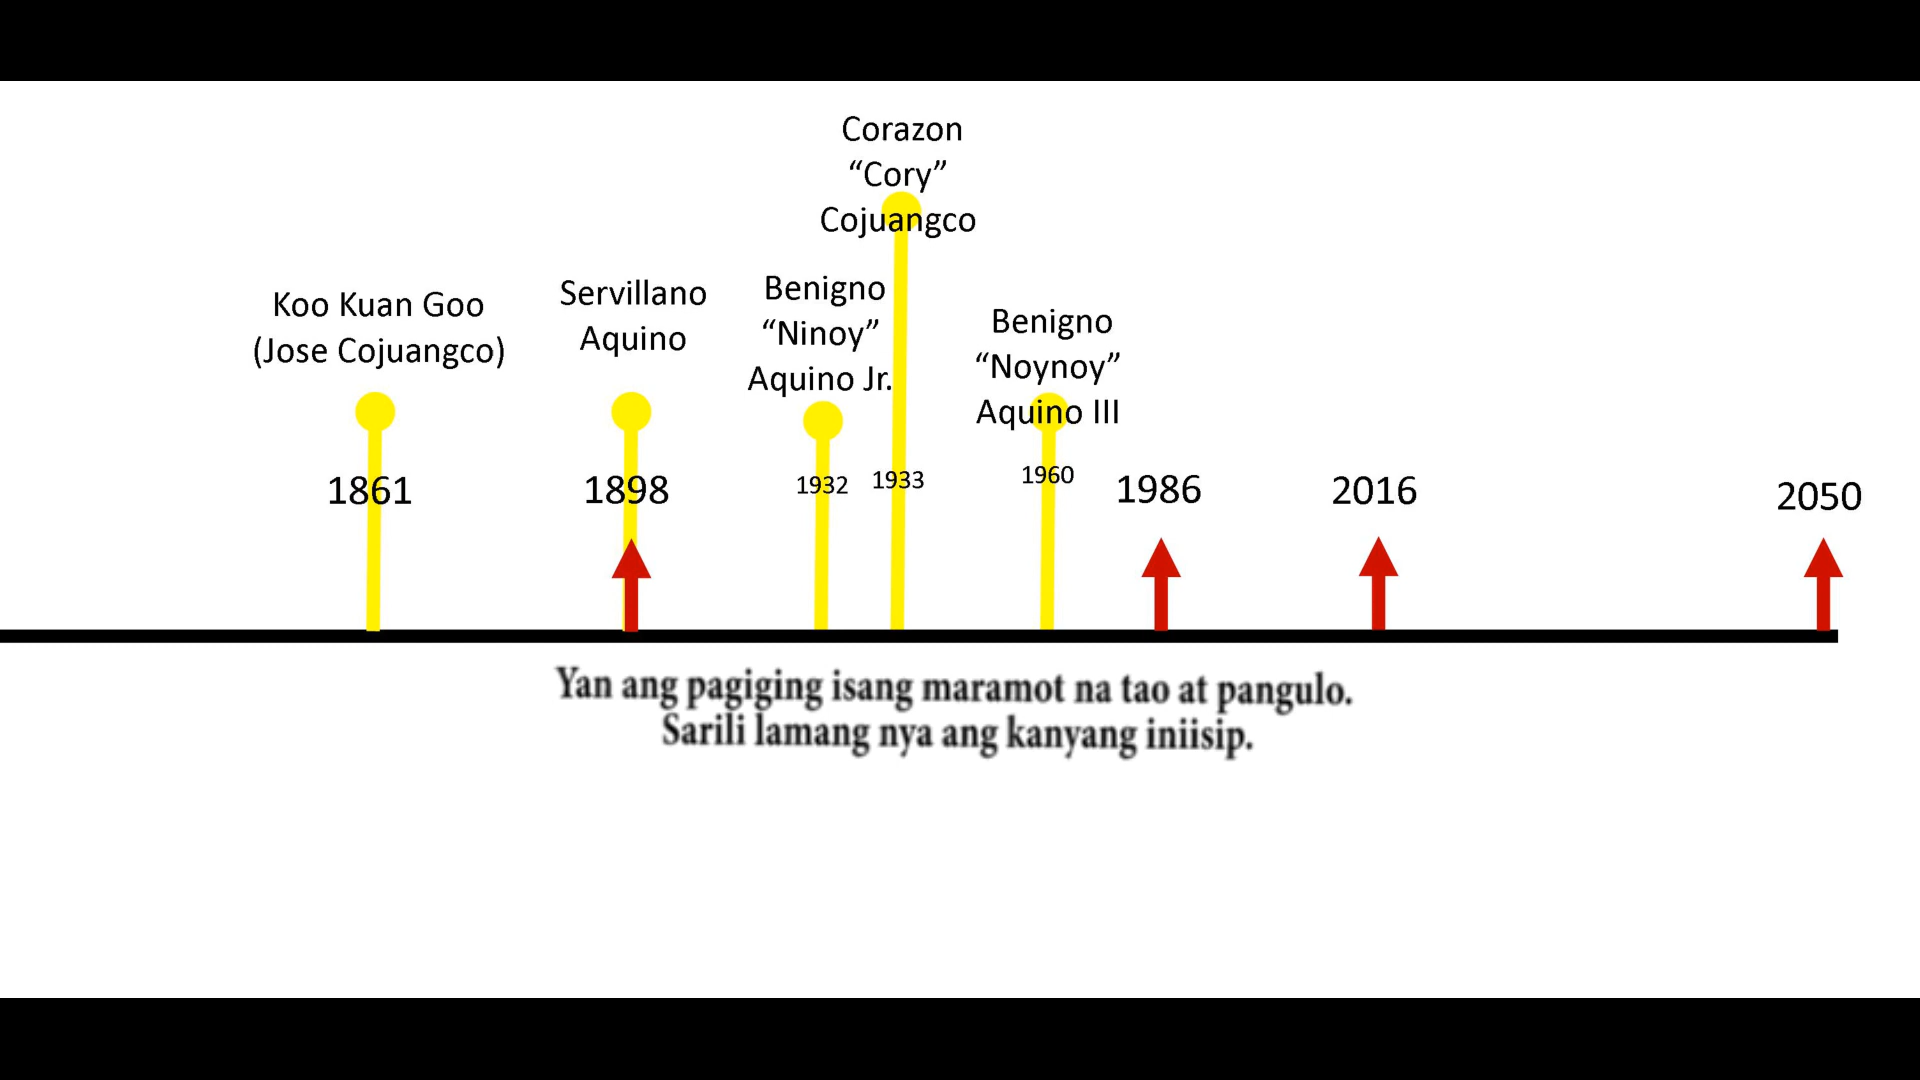 Corazon
“Cory”
Cojuangco
Koo Kuan Goo
(Jose Cojuangco)
Servillano
Aquino
Benigno
“Ninoy”
Aquino Jr.
Benigno
“Noynoy”
Aquino III
1861
1898
1932
1933
1960
1986
2016
2050
Yan ang pagiging isang maramot na tao at pangulo.
Sarili lamang nya ang kanyang iniisip.